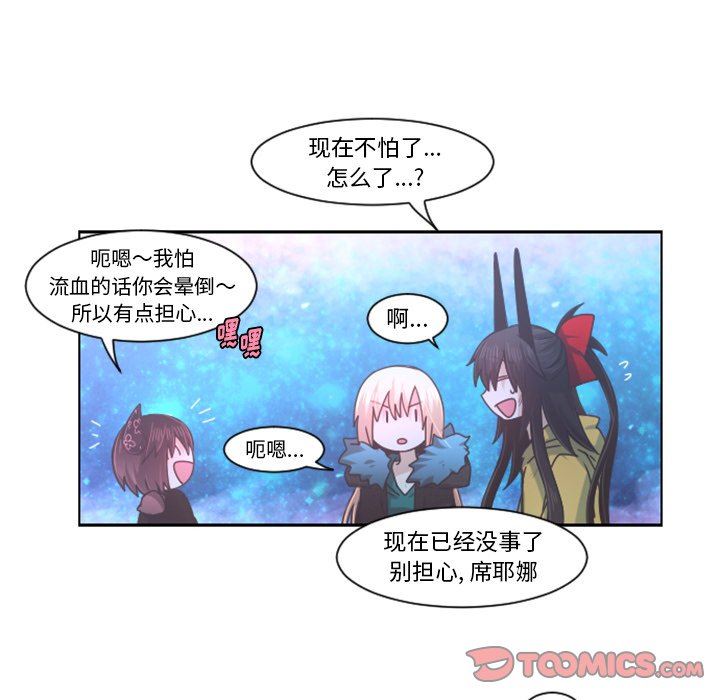 现在不怕了...
怎么了...?
呃嗯～我怕
流血的话你会晕倒～
所以有点担心...
嘿嘿
啊...
呃嗯...
现在已经没事了
别担心, 席耶娜
TOOMICS.COM